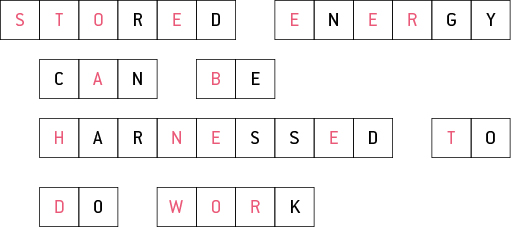 STORED ENERGY
CAN BE
HARNESSED TO
DO WORK